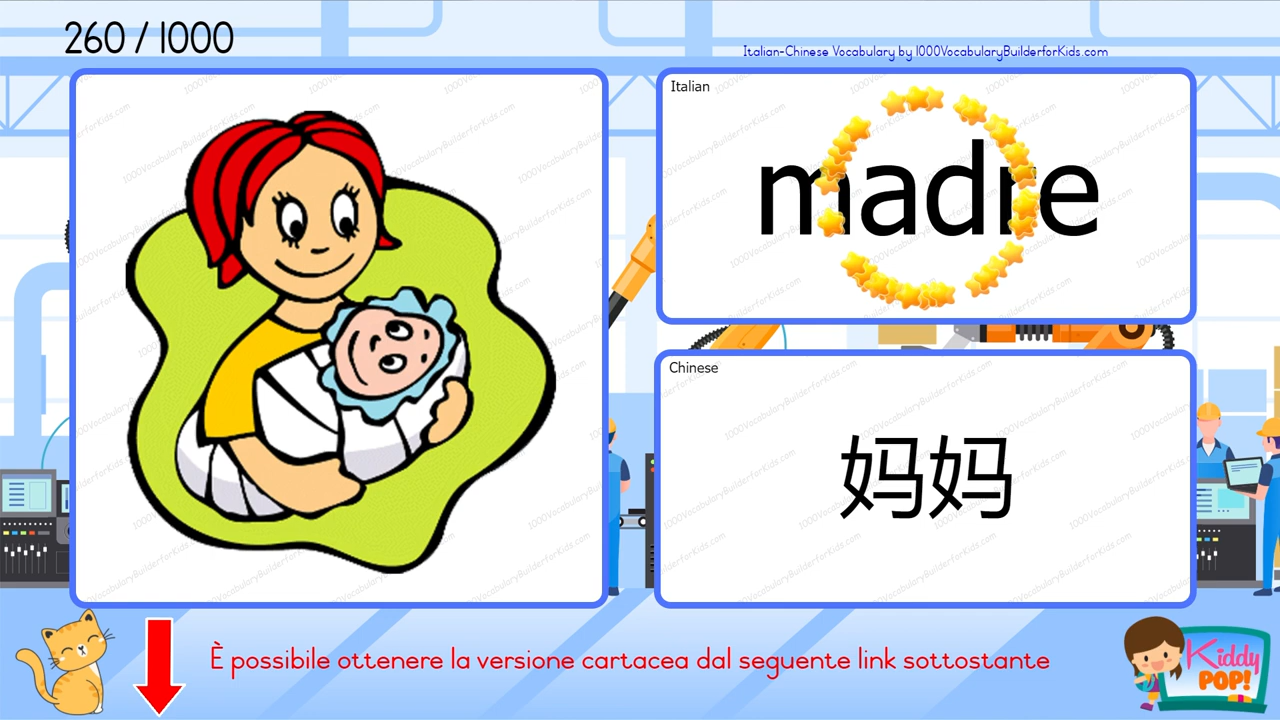 260 / 1000
Italian-Chinese Vocabulary by 1000VocabularyBuilderforKids.com
Italian
madre
Chinese
妈妈
È possibile ottenere la versione cartacea dal seguente link sottostante
Kiddy
POP!